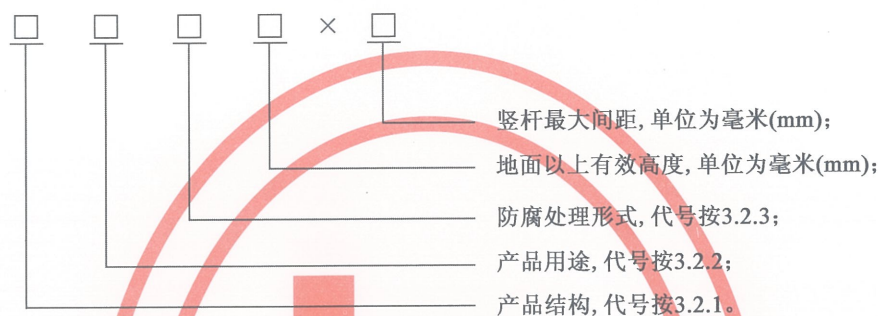 □ □ □ □ × □
竖杆最大间距,单位为毫米(mm);
地面以上有效高度,单位为毫米(mm);
防腐处理形式,代号按3.2.3;
产品用途,代号按3.2.2;
产品结构,代号按3.2.1。